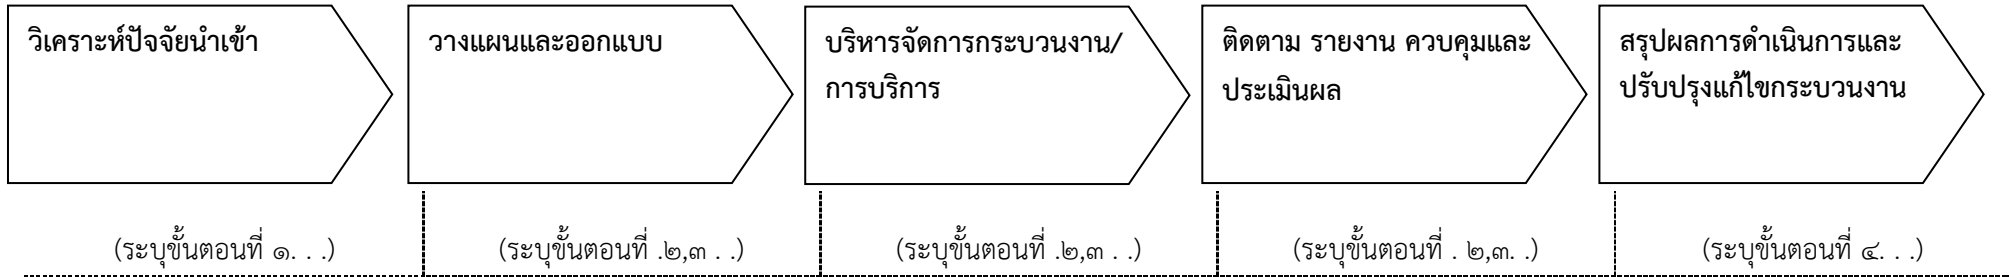 วิเคราะห์ปัจจัยนำเข้า
วางแผนและออกแบบ
บริหารจัดการกระบวนงาน/
การบริการ
ติดตาม รายงาน ควบคุมและ
ประเมินผล
สรุปผลการดำเนินการและ
ปรับปรุงแก้ไขกระบวนงาน
(ระบุขั้นตอนที่ ๑. . .)
(ระบุขั้นตอนที่ .๒,๓ . .)
(ระบุขั้นตอนที่ .๒,๓ . .)
(ระบุขั้นตอนที่ . ๒,๓. .)
(ระบุขั้นตอนที่ ๔. . .)